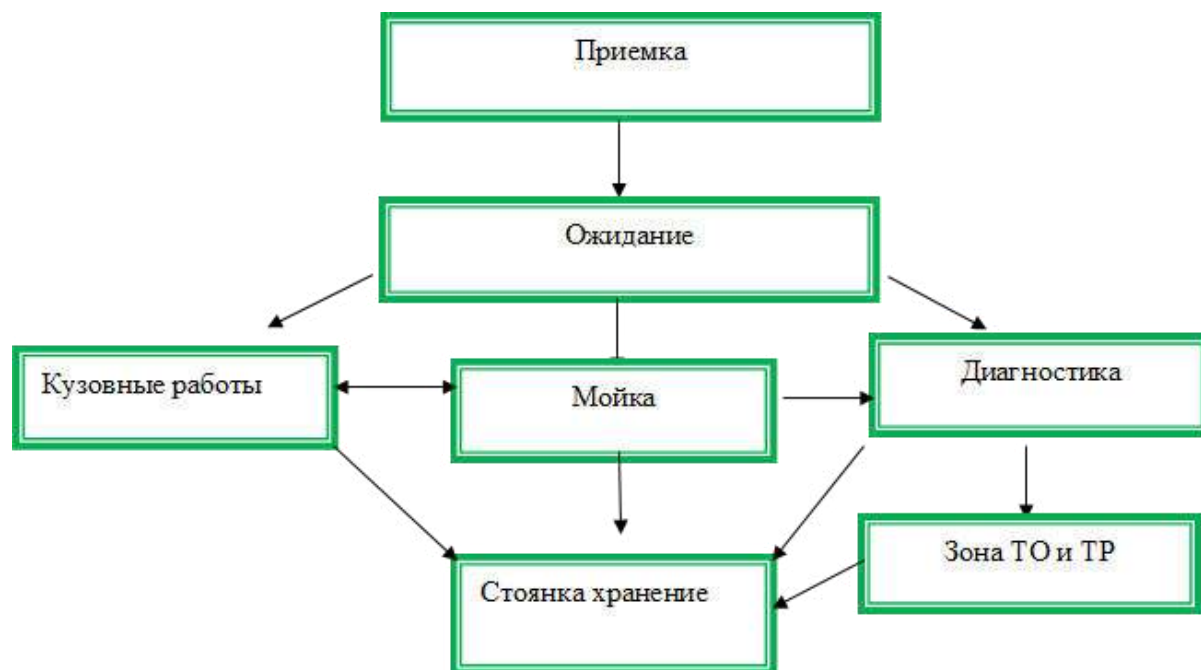 Приемка
Ожидание
Кузовные работы
Мойка
Диагностика
Стоянка хранение
Зона ТО и ТР